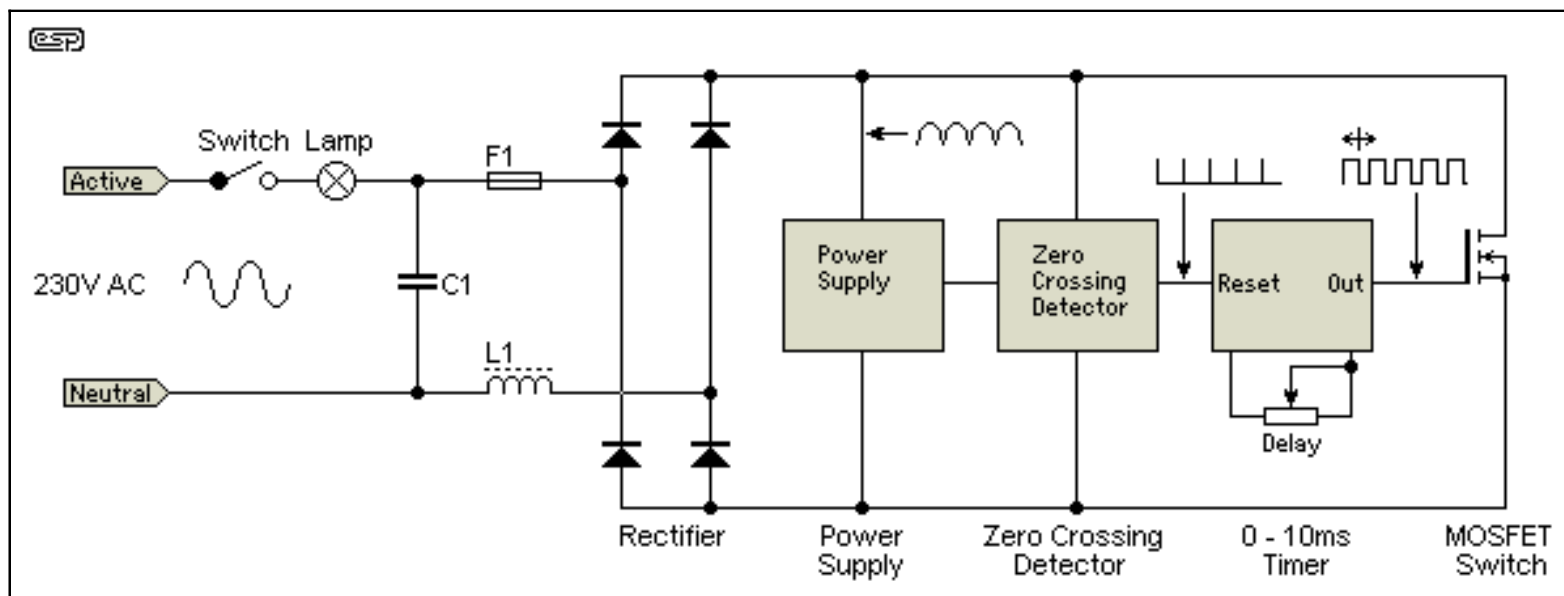 esp
Switch Lamp
F1
Active
230V AC
C1
L1
Neutral
Power
Supply
Zero
Crossing
Detector
Reset
Out
Delay
Rectifier
Power
Supply
Zero Crossing
Detector
0 - 10ms
Timer
MOSFET
Switch